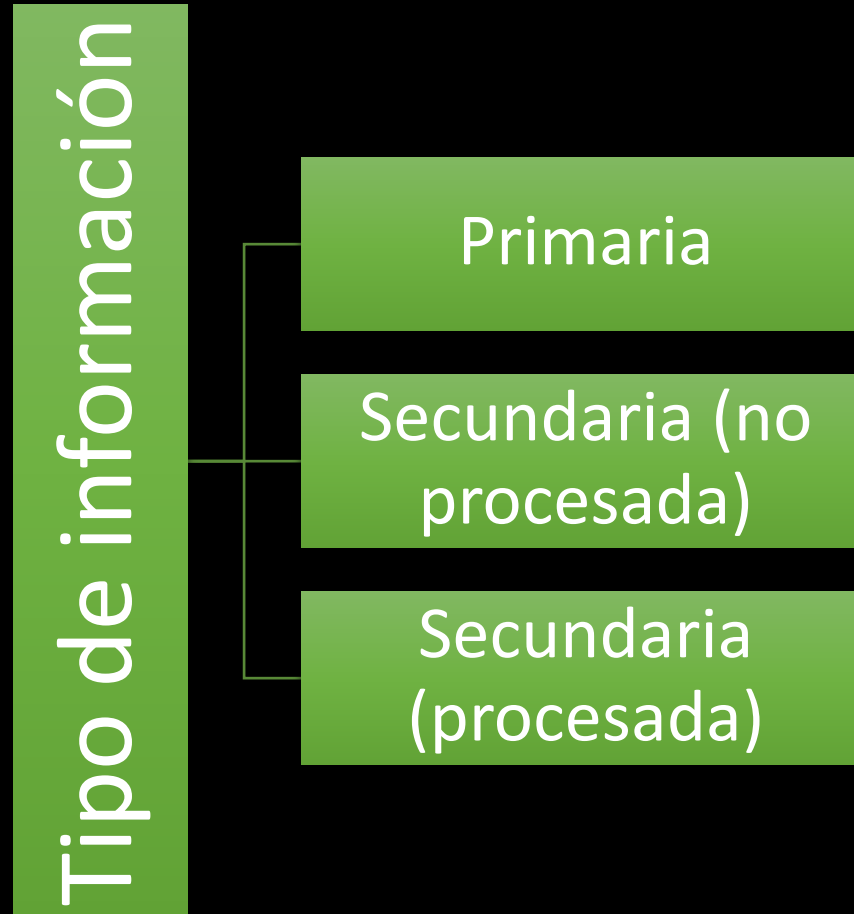 Tipo de información
Primaria
Secundaria (no
procesada)
Secundaria
(procesada)